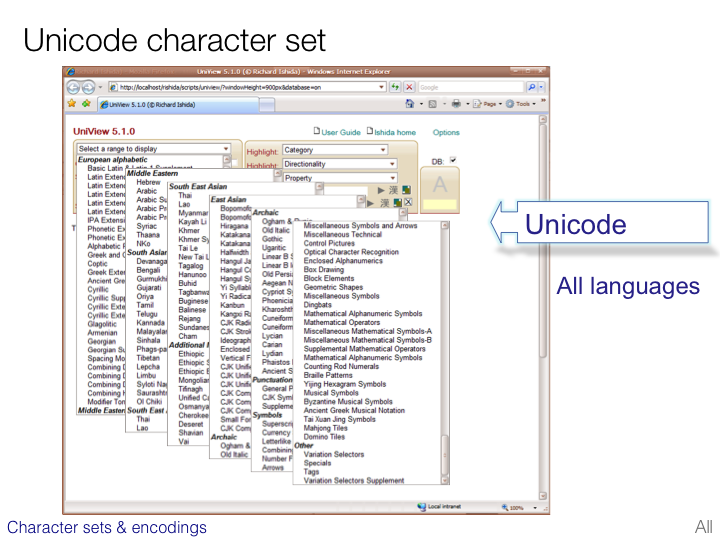 Unicode character set
UniView 5.1.0 (© Richard Ishida) - Windows Internet Explorer
http://localhost/rishida/scripts/uniview/?windowHeight=900px&database=on
Google
UniView 5.1.0 (© Richard Ishida)
Page
Tools
UniView 5.1.0
User Guide
Ishida home
Options
Select a range to display
Highlight:
Category
Highlight:
Directionality
Property
DB:
A
漢
漢
European alphabetic
Basic Latin
Latin Exten
Latin Exten
Latin Exten
Latin Exten
IPA Extensi
Phonetic Ex
Phonetic Ex
Alphabetic P
Greek and C
Coptic
Greek Exter
Ancient Gre
Cyrillic
Cyrillic Supp
Cyrillic Exte
Cyrillic Exte
Glagolitic
Armenian
Georgian
Georgian Su
Spacing Mo
Combining D
Combining D
Combining D
Combining H
Modifier Ton
Middle Eastern
Middle Eastern
Hebrew
Arabic
Arabic Su
Arabic Pr
Arabic Pr
Syriac
Thaana
NKo
South Asian
Devanaga
Bengali
Gurmukhi
Gujarati
Oriya
Tamil
Telugu
Kannada
Malayalam
Sinhala
Phags-pa
Tibetan
Lepcha
Limbu
Syloti Nag
Saurashtr
Ol Chiki
South East
Thai
Lao
South East Asian
Thai
Lao
Myanmar
Kayah Li
Khmer
Khmer Sy
Tai Le
New Tai L
Tagalog
Hanunoo
Buhid
Tagbanwa
Buginese
Balinese
Rejang
Sundanes
Cham
Additional
Ethiopic
Ethiopic S
Ethiopic E
Mongolian
Tifinagh
Unified Ca
Osmanya
Cherokee
Deseret
Shavian
Vai
East Asian
Bopomofo
Bopomofo
Hiragana
Katakana
Katakana
Halfwidth
Hangul Ja
Hangul Co
Hangul Sy
Yi Syllable
Yi Radical
Kanbun
Kangxi Ra
CJK Radi
CJK Strok
Ideograph
Enclosed
Vertical F
CJK Unifi
CJK Unifi
CJK Unifi
CJK Com
CJK Com
Small For
CJK Com
CJK Com
Archaic
Ogham &
Old Italic
Archaic
Ogham & Runic
Old Italic
Gothic
Ugaritic
Linear B S
Linear B I
Old Persi
Aegean N
Cypriot Sy
Phoenicia
Kharoshth
Cuneiform
Cuneiform
Lycian
Carian
Lydian
Phaistos
Ancient S
Punctuation
General P
CJK Syml
Suppleme
Symbols
Superscri
Currency
Letterlike
Combinin
Number F
Arrows
Miscellaneous Symbols and Arrows
Miscellaneous Technical
Control Pictures
Optical Character Recognition
Enclosed Alphanumerics
Box Drawing
Block Elements
Geometric Shapes
Miscellaneous Symbols
Dingbats
Mathematical Alphanumeric Symbols
Mathematical Operators
Miscellaneous Mathematical Symbols-A
Miscellaneous Mathematical Symbols-B
Supplemental Mathematical Operators
Mathematical Alphanumeric Symbols
Counting Rod Numerals
Braille Patterns
Yijing Hexagram Symbols
Musical Symbols
Byzantine Musical Symbols
Ancient Greek Musical Notation
Tai Xuan Jing Symbols
Mahjong Tiles
Domino Tiles
Other
Variation Selectors
Specials
Tags
Variation Selectors Supplement
Local intranet
100%
Unicode
All languages
Character sets & encodings
All